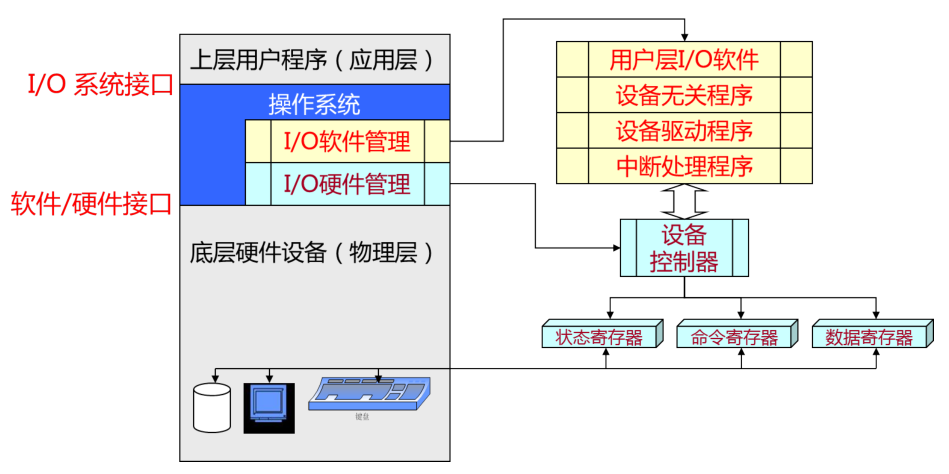 上层用户程序（应用层）
I/O 系统接口
操作系统
I/O软件管理
I/O硬件管理
软件/硬件接口
底层硬件设备（物理层）
键盘
用户层I/O软件
设备无关程序
设备驱动程序
中断处理程序
设备
控制器
状态寄存器
命令寄存器
数据寄存器